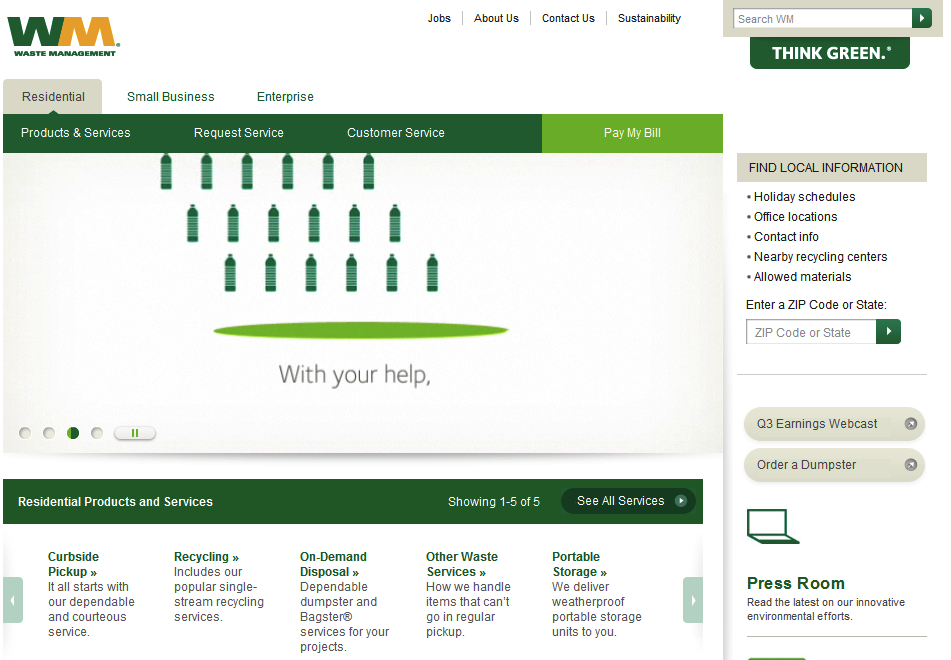 Jobs
About Us
Contact Us
Sustainability
Search WM
WM
WASTE MANAGEMENT
THINK GREEN.®
Residential
Small Business
Enterprise
Products & Services
Request Service
Customer Service
Pay My Bill
With your help,
FIND LOCAL INFORMATION
• Holiday schedules
• Office locations
• Contact info
• Nearby recycling centers
• Allowed materials
Enter a ZIP Code or State:
ZIP Code or State
Q3 Earnings Webcast
Order a Dumpster
Press Room
Read the latest on our innovative
environmental efforts.
Residential Products and Services
Showing 1-5 of 5
See All Services
Curbside
Pickup »
It all starts with
our dependable
and courteous
service.
Recycling »
Includes our
popular single-
stream recycling
services.
On-Demand
Disposal »
Dependable
dumpster and
Bagster®
services for your
projects.
Other Waste
Services »
How we handle
items that can't
go in regular
pickup.
Portable
Storage »
We deliver
weatherproof
portable storage
units to you.